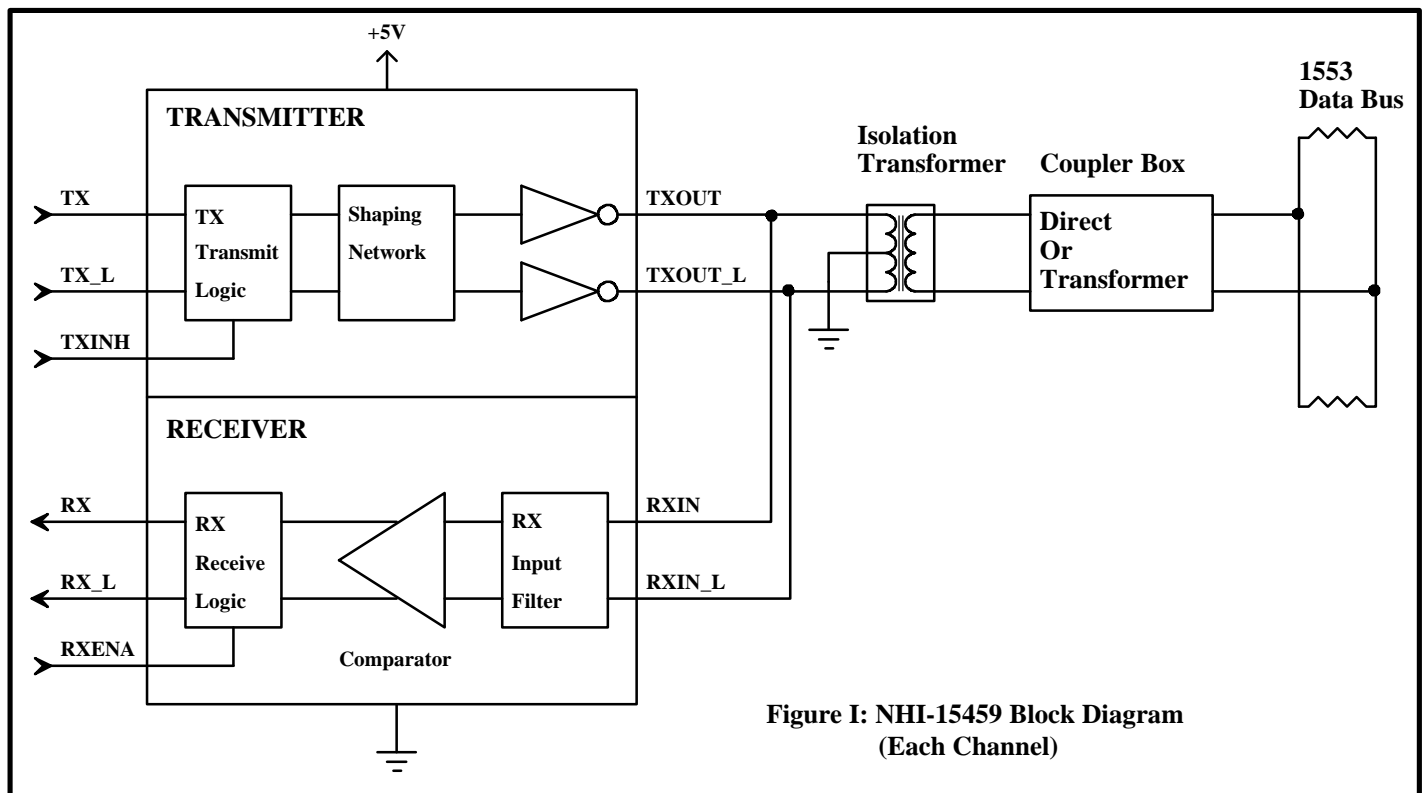 +5V
1553
Data Bus
TRANSMITTER
Isolation
Transformer
Coupler Box
TX
TX
Transmit
Logic
Shaping
Network
TXOUT
Direct
Or
Transformer
TX_L
TXOUT_L
TXINH
RECEIVER
RX
RX
Receive
Logic
RX
Input
Filter
RXIN
RX_L
RXIN_L
RXENA
Comparator
Figure I: NHI-15459 Block Diagram
(Each Channel)